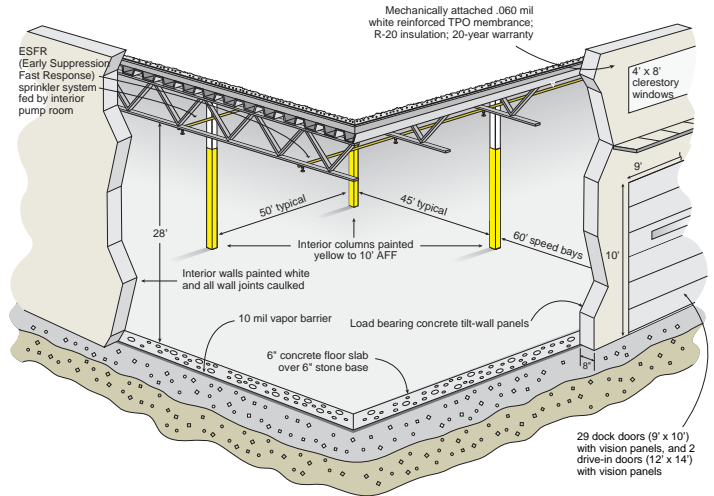 Mechanically attached .060 mil
white reinforced TPO membrance;
R-20 insulation; 20-year warranty
ESFR
(Early Suppression
Fast Response)
sprinkler system
fed by interior
pump room
4' x 8'
clerestory
windows
9'
50' typical
45' typical
28'
60' speed bays
10'
Interior columns painted
yellow to 10' AFF
Interior walls painted white
and all wall joints caulked
10 mil vapor barrier
Load bearing concrete tilt-wall panels
6" concrete floor slab
over 6" stone base
8"
29 dock doors (9' x 10')
with vision panels, and 2
drive-in doors (12' x 14')
with vision panels